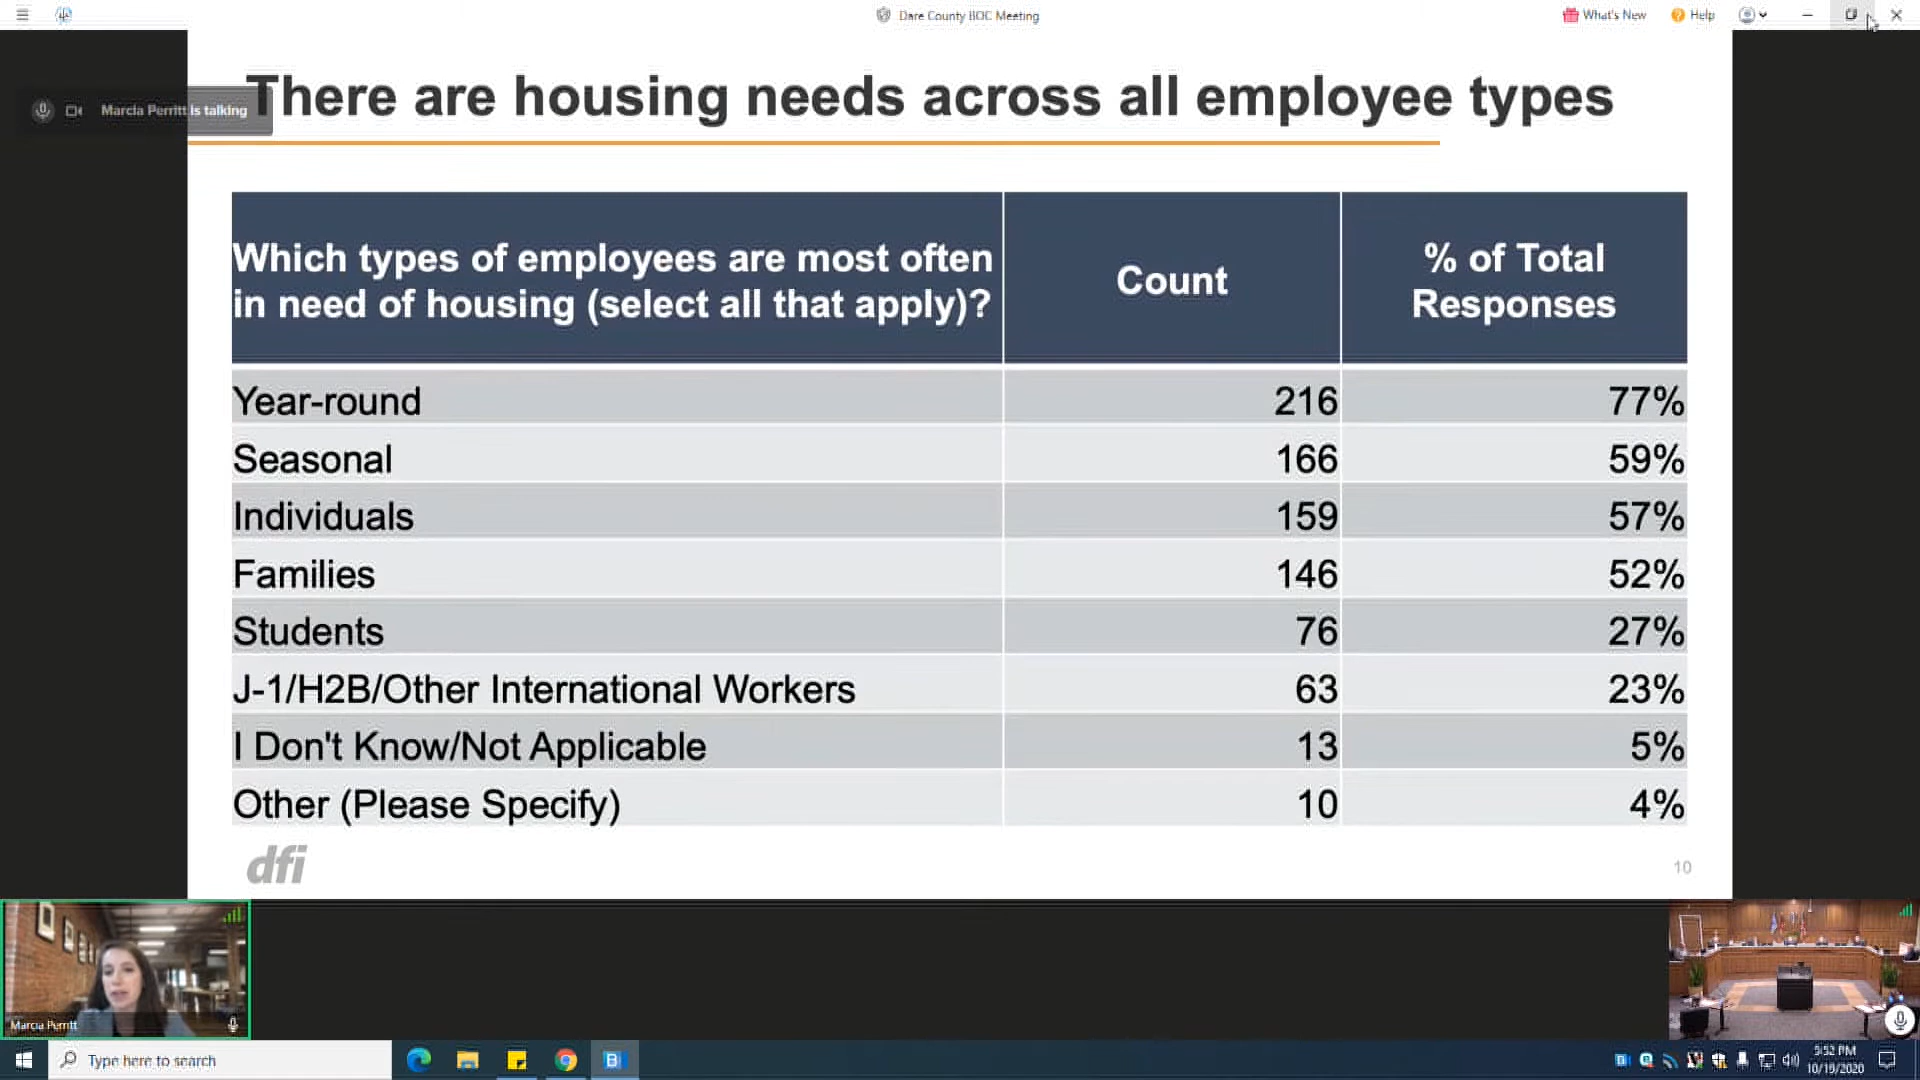 Dare County BOC Meeting
What's New
Help
Marcia Perritt is talking
There are housing needs across all employee types
Which types of employees are most often
in need of housing (select all that apply)?
Count
% of Total
Responses
Year-round 216 77%
Seasonal 166 59%
Individuals 159 57%
Families 146 52%
Students 76 27%
J-1/H2B/Other International Workers 63 23%
I Don't Know/Not Applicable 13 5%
Other (Please Specify) 10 4%
dfi
10
Marcia Perritt
Type here to search
5:52 PM
10/19/2020